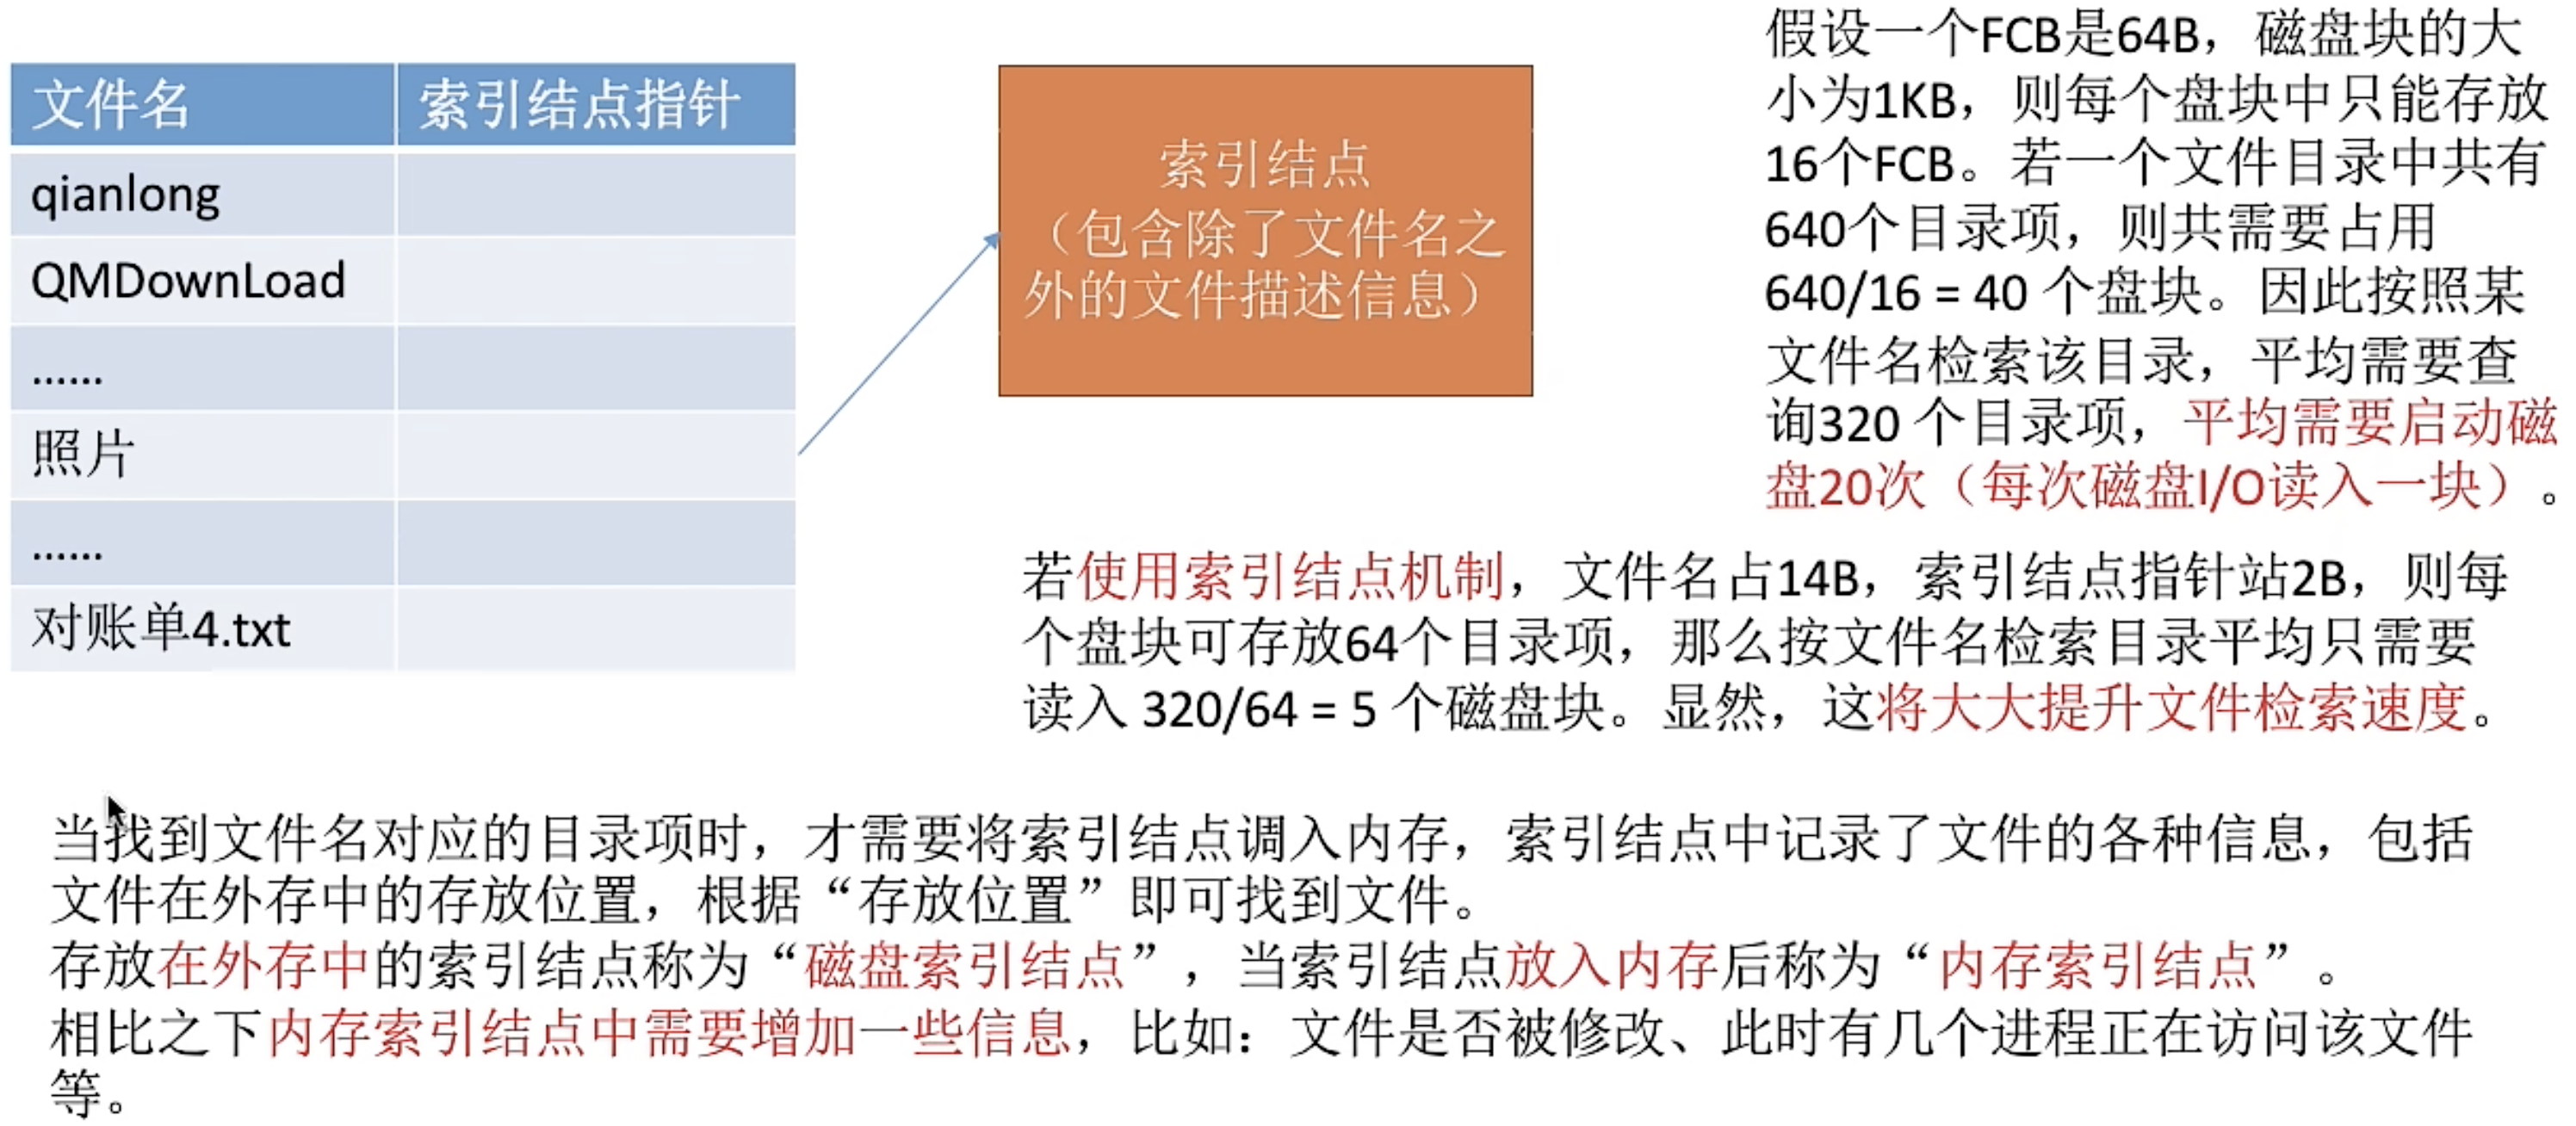 文件名 索引结点指针
qianlong
QMDownLoad
……
照片
……
对账单4.txt
索引结点
（包含除了文件名之
外的文件描述信息）
假设一个FCB是64B，磁盘块的大
小为1KB，则每个盘块中只能存放
16个FCB。若一个文件目录中共有
640个目录项，则共需要占用
640/16 = 40 个盘块。因此按照某
文件名检索该目录，平均需要查
询320 个目录项，平均需要启动磁
盘20次（每次磁盘I/O读入一块）。
若使用索引结点机制，文件名占14B，索引结点指针站2B，则每
个盘块可存放64个目录项，那么按文件名检索目录平均只需要
读入 320/64 = 5 个磁盘块。显然，这将大大提升文件检索速度。
当找到文件名对应的目录项时，才需要将索引结点调入内存，索引结点中记录了文件的各种信息，包括
文件在外存中的存放位置，根据“存放位置”即可找到文件。
存放在外存中的索引结点称为“磁盘索引结点”，当索引结点放入内存后称为“内存索引结点”。
相比之下内存索引结点中需要增加一些信息，比如：文件是否被修改、此时有几个进程正在访问该文件
等。